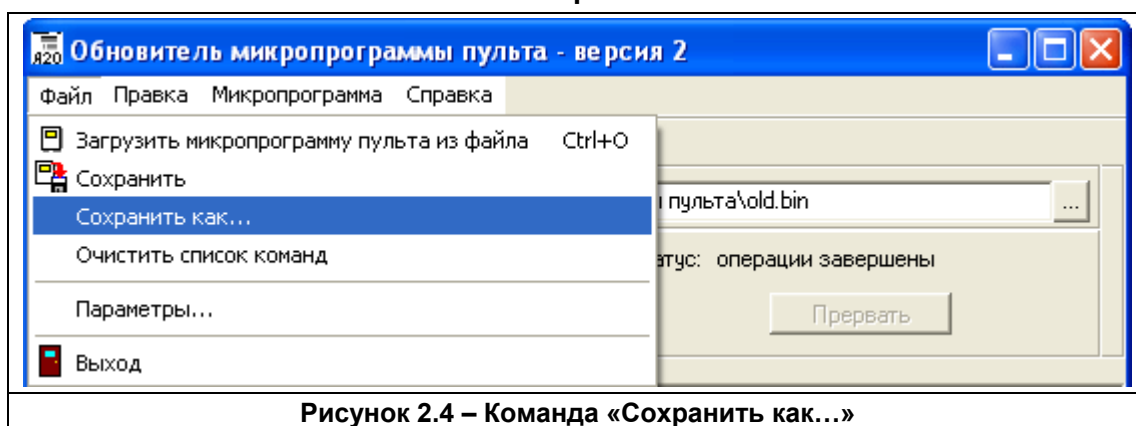 Я20 Обновитель микропрограммы пульта - версия 2
Файл Правка Микропрограмма Справка
Загрузить микропрограмму пульта из файла Ctrl+O
Сохранить
пульта\old.bin ...
Сохранить как...
Очистить список команд
атус: операции завершены
Параметры...
Прервать
Выход
Рисунок 2.4 – Команда «Сохранить как...»